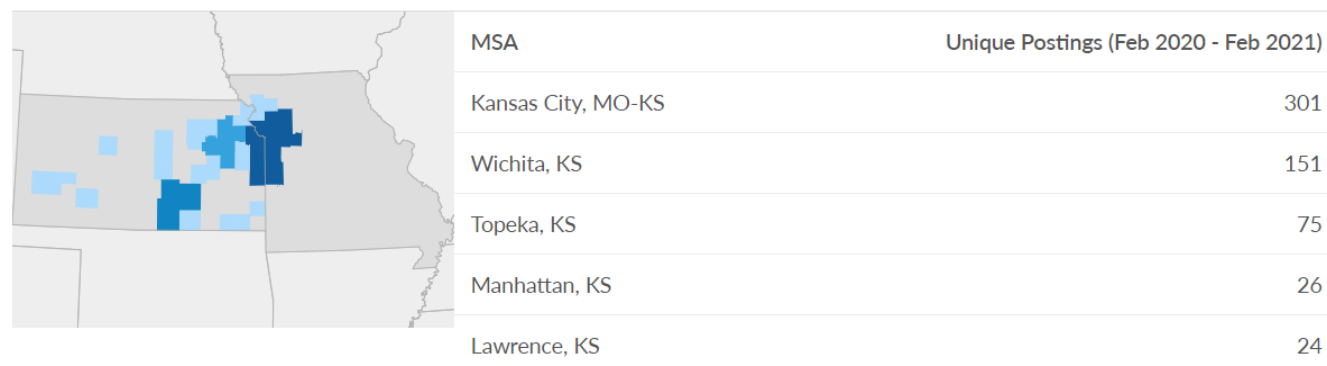 MSA Unique Postings (Feb 2020 - Feb 2021)
Kansas City, MO-KS 301
Wichita, KS 151
Topeka, KS 75
Manhattan, KS 26
Lawrence, KS 24